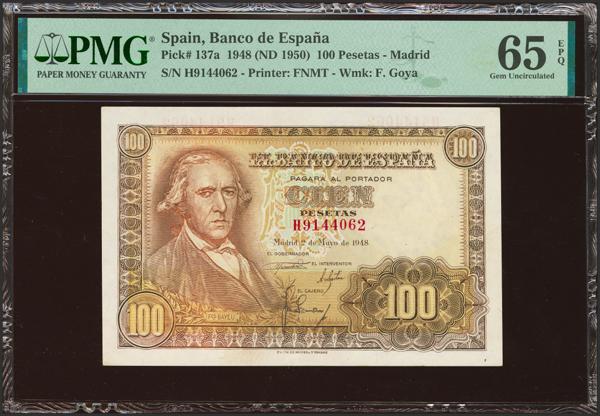 PMG
PAPER MONEY GUARANTY
Spain, Banco de España
Pick# 137a 1948 (ND 1950) 100 Pesetas - Madrid
S/N H9144062 - Printer: FNMT - Wmk: F. Goya
65 EPQ
Gem Uncirculated
100
EL BANCO DE ESPAÑA
100
PAGARÁ AL PORTADOR
CIEN
PESETAS
H9144062
Madrid 2 de Mayo de 1948
EL GOBERNADOR
EL INTERVENTOR
EL CAJERO
100
FCO BAYEU
100